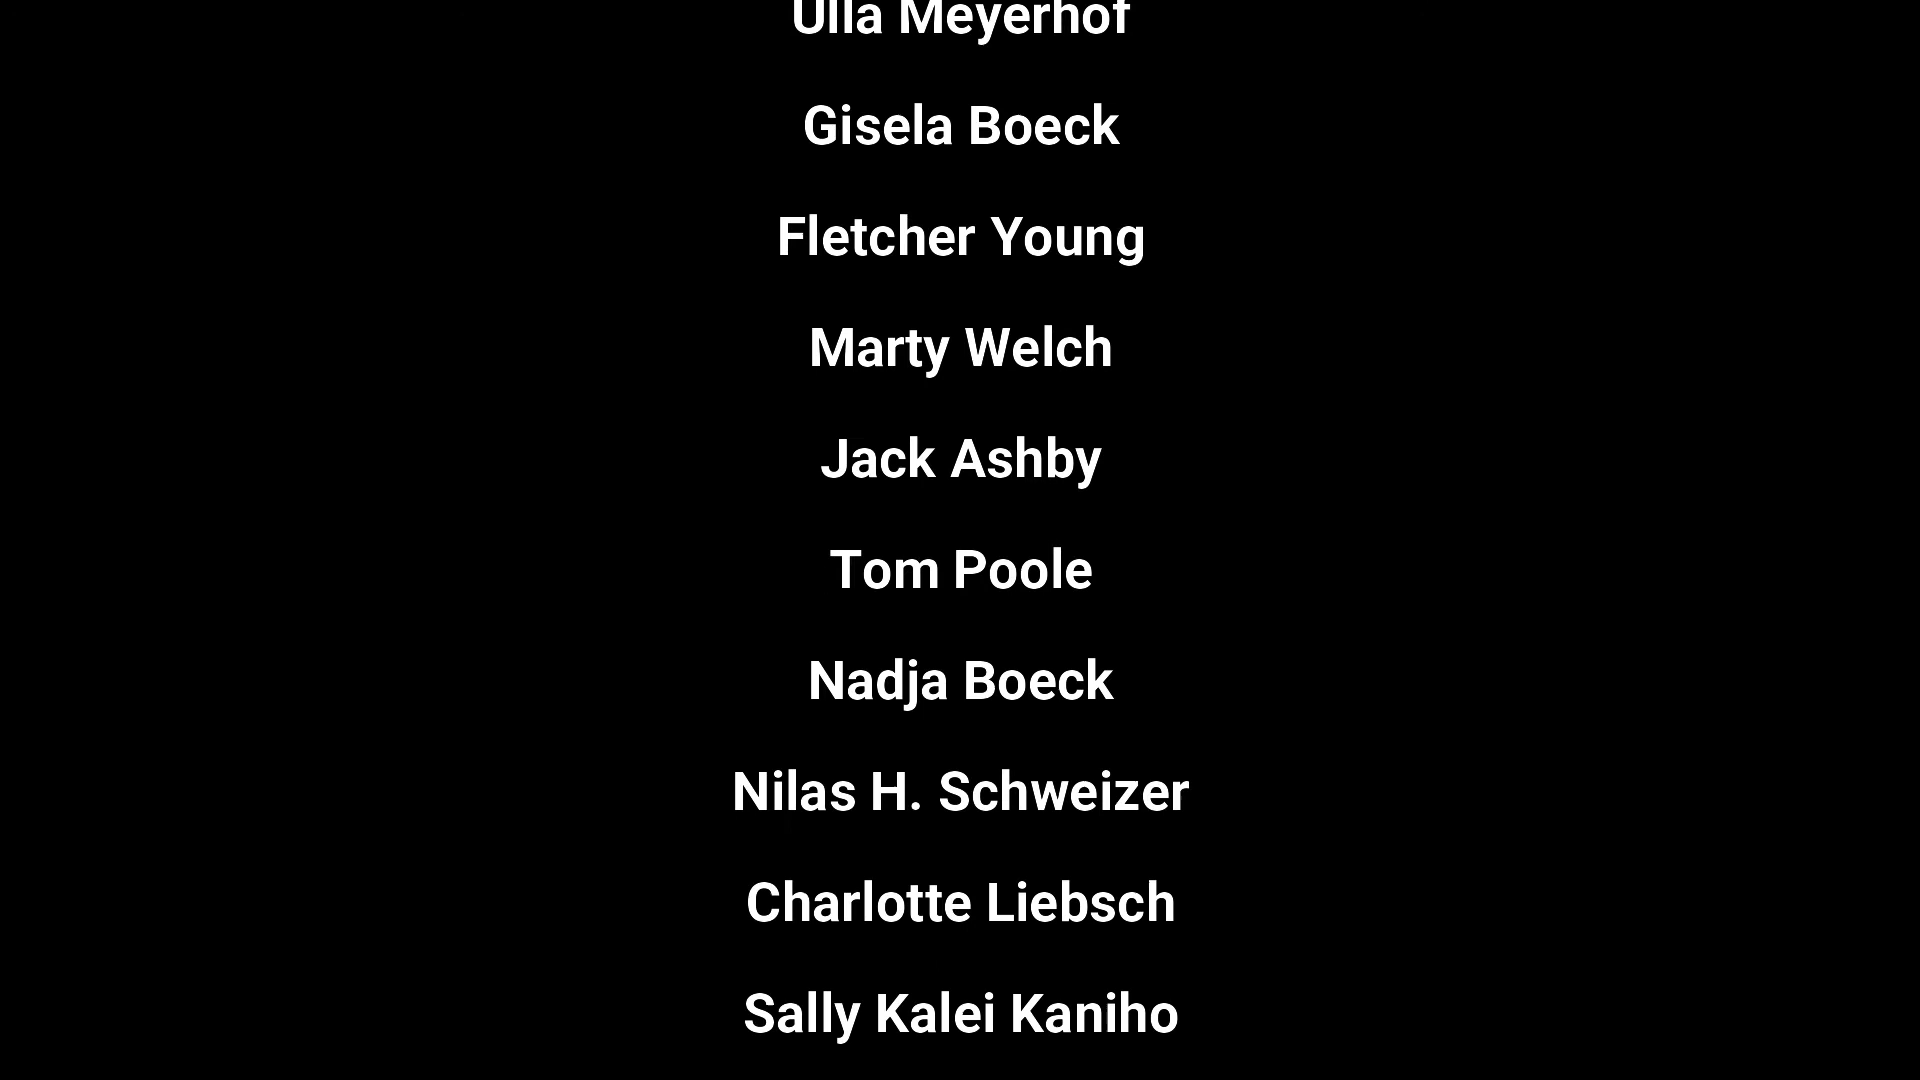 Ulla Meyerhof
Gisela Boeck
Fletcher Young
Marty Welch
Jack Ashby
Tom Poole
Nadja Boeck
Nilas H. Schweizer
Charlotte Liebsch
Sally Kalei Kaniho